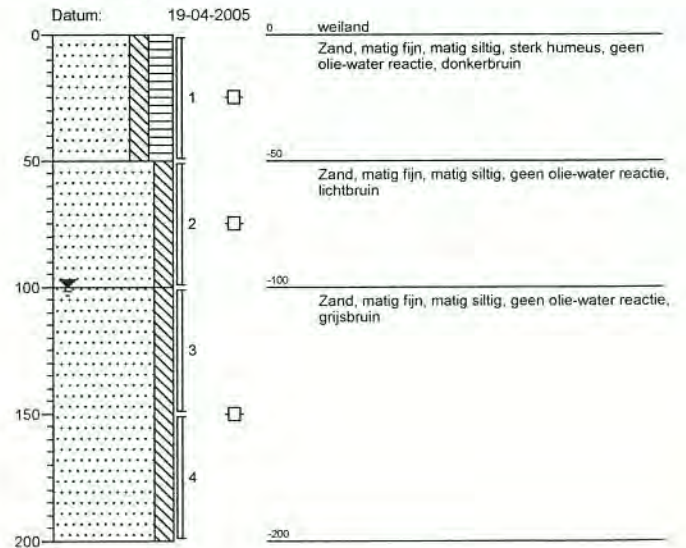 Datum: 19-04-2005
0
0 weiland
Zand, matig fijn, matig siltig, sterk humeus, geen
olie-water reactie, donkerbruin
1
50
-50
Zand, matig fijn, matig siltig, geen olie-water reactie,
lichtbruin
2
100
-100
Zand, matig fijn, matig siltig, geen olie-water reactie,
grijsbruin
3
150
4
200
-200